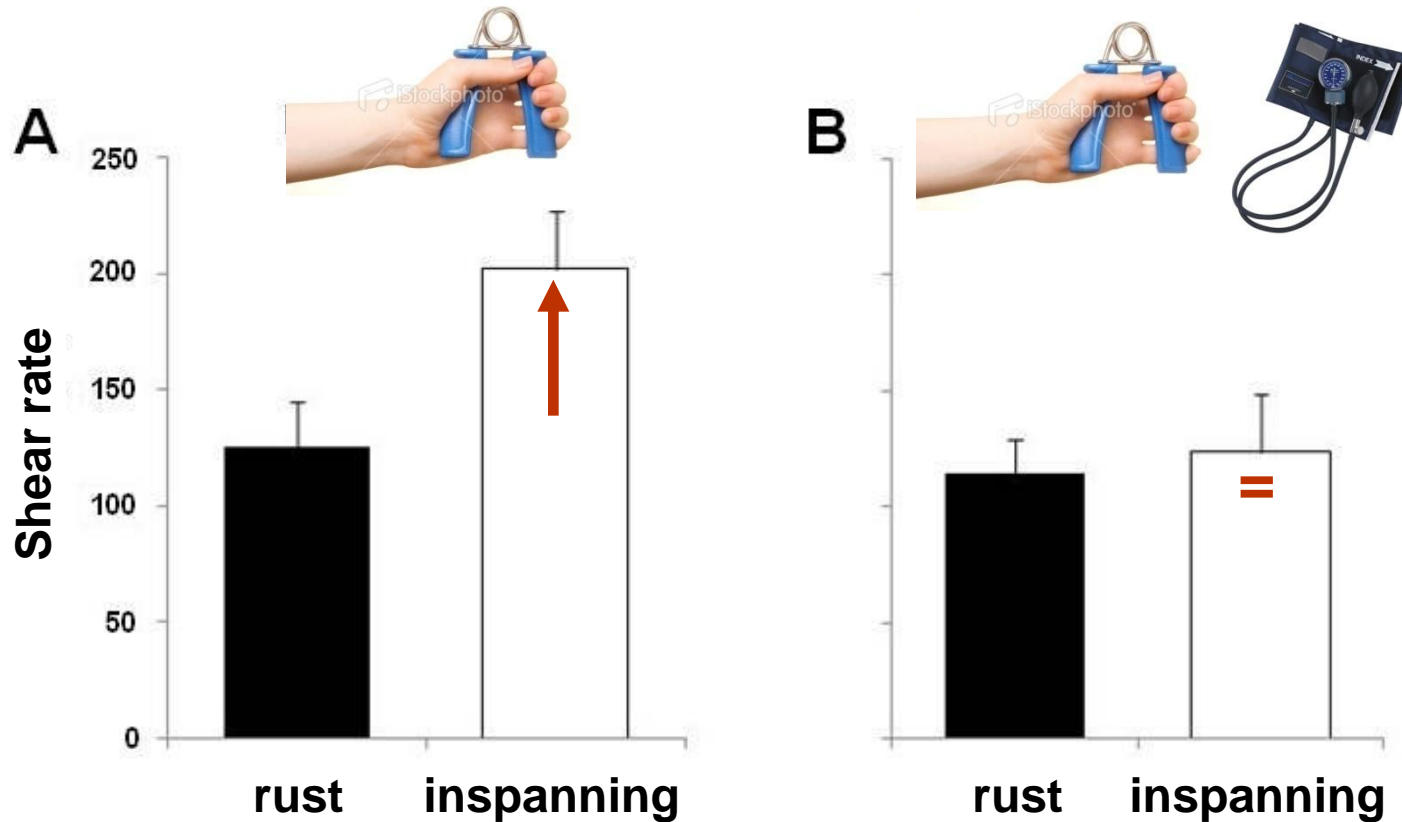 iStockphoto
iStockphoto
INDEX
A
B
250
200
150
100
50
0
Shear rate
rust
inspanning
rust
inspanning